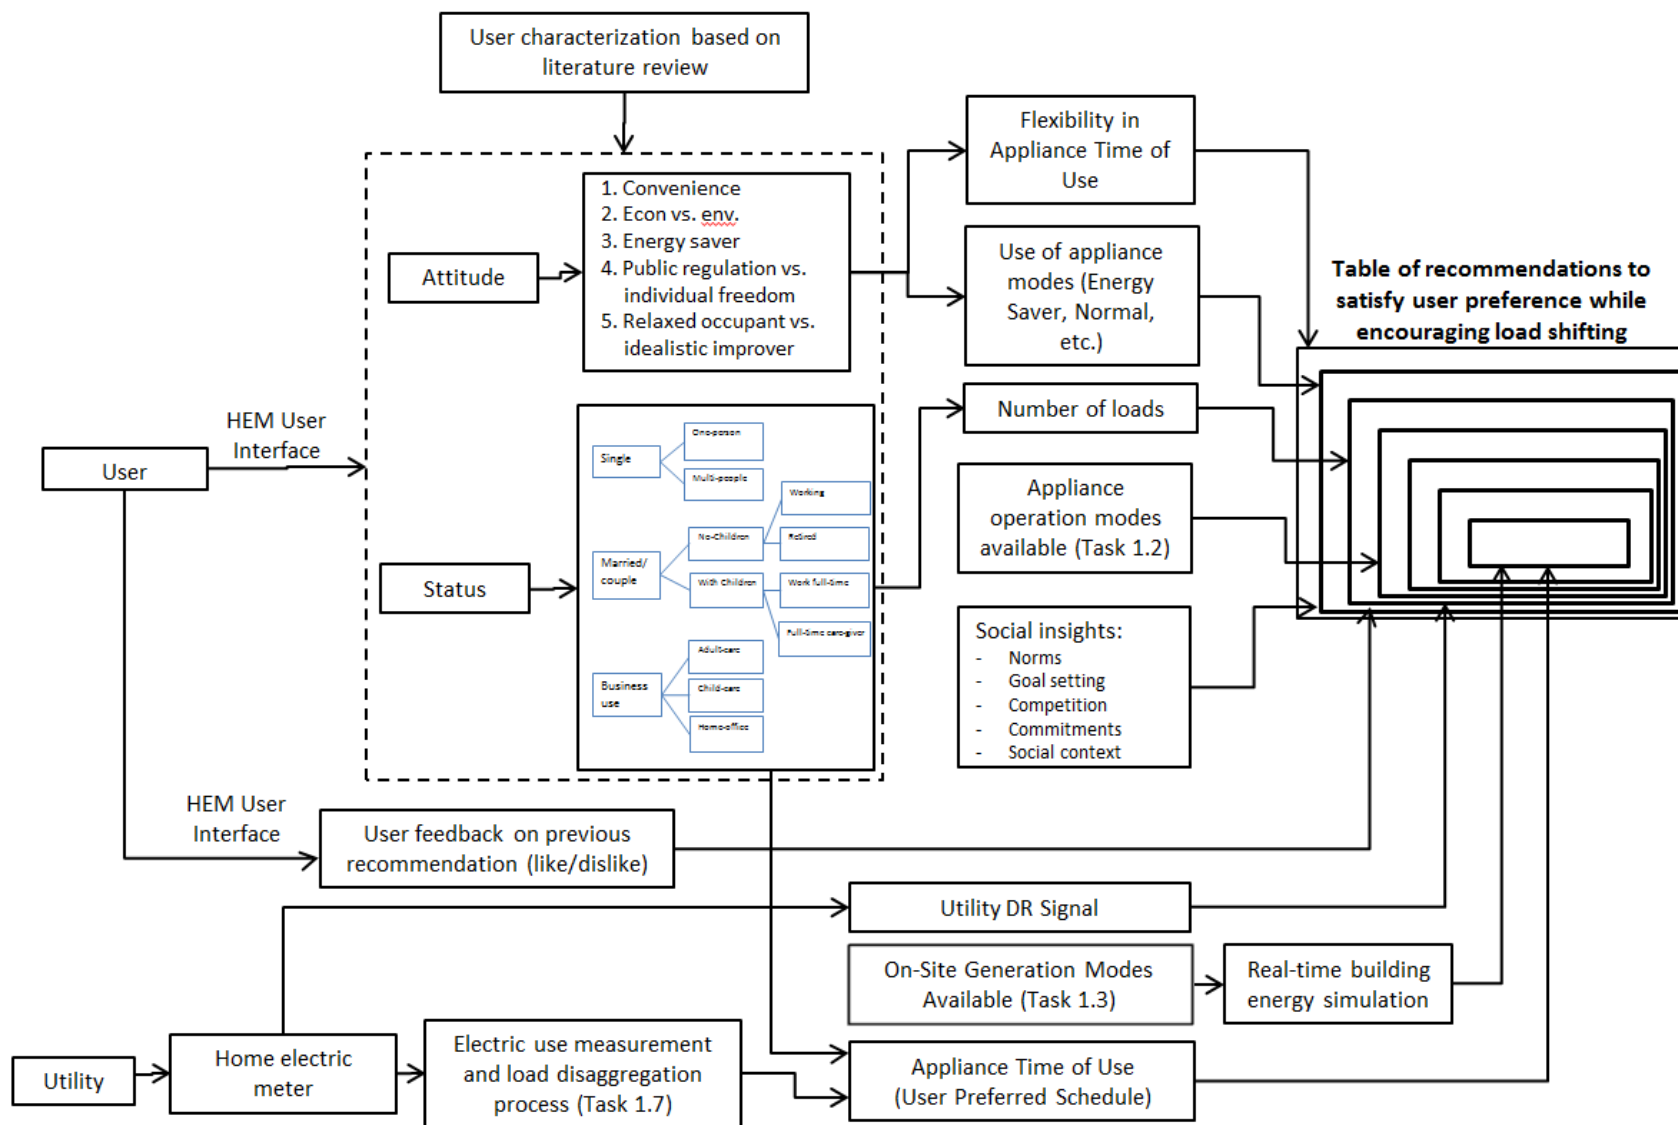 User characterization based on
literature review
Flexibility in
Appliance Time of
Use
1. Convenience
2. Econ vs. env.
3. Energy saver
4. Public regulation vs.
individual freedom
5. Relaxed occupant vs.
idealistic improver
Attitude
Use of appliance
modes (Energy
Saver, Normal,
etc.)
Table of recommendations to
satisfy user preference while
encouraging load shifting
Number of loads
HEM User
Interface
User
One-person
Single
Multi-people
Working
No-Children
Retired
Married/
couple
With Children
Work full-time
Full-time care-giver
Status
Adult-care
Business
use
Child-care
Home-office
Appliance
operation modes
available (Task 1.2)
Social insights:
- Norms
- Goal setting
- Competition
- Commitments
- Social context
HEM User
Interface
User feedback on previous
recommendation (like/dislike)
Utility DR Signal
On-Site Generation Modes
Available (Task 1.3)
Real-time building
energy simulation
Utility
Home electric
meter
Electric use measurement
and load disaggregation
process (Task 1.7)
Appliance Time of Use
(User Preferred Schedule)